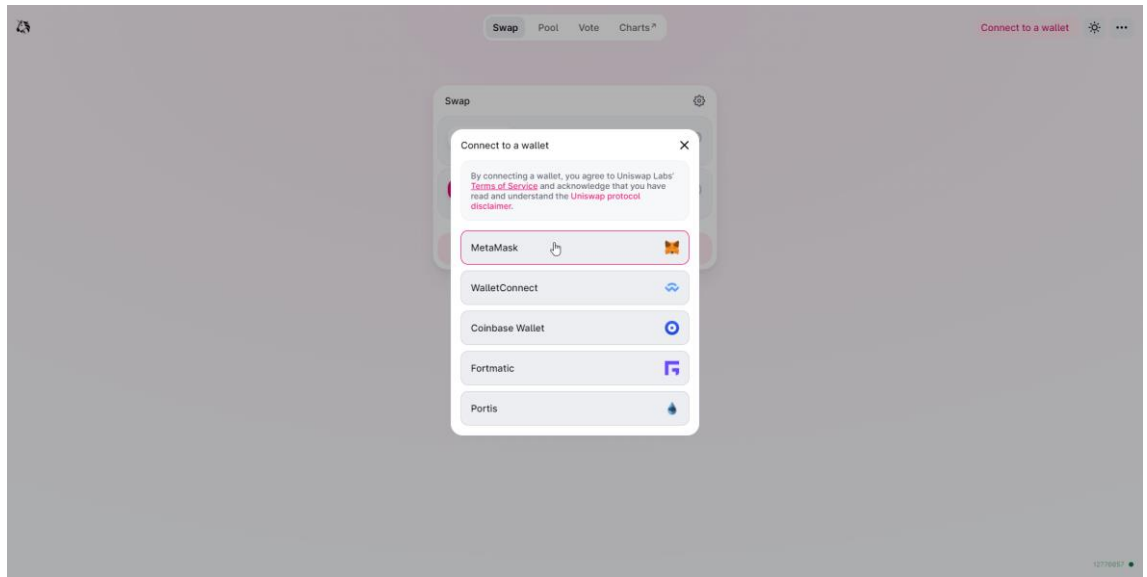 Swap Pool Vote Charts↗ Connect to a wallet
Swap
Connect to a wallet
By connecting a wallet, you agree to Uniswap Labs'
Terms of Service and acknowledge that you have
read and understand the Uniswap protocol
disclaimer.
MetaMask
WalletConnect
Coinbase Wallet
Fortmatic
Portis